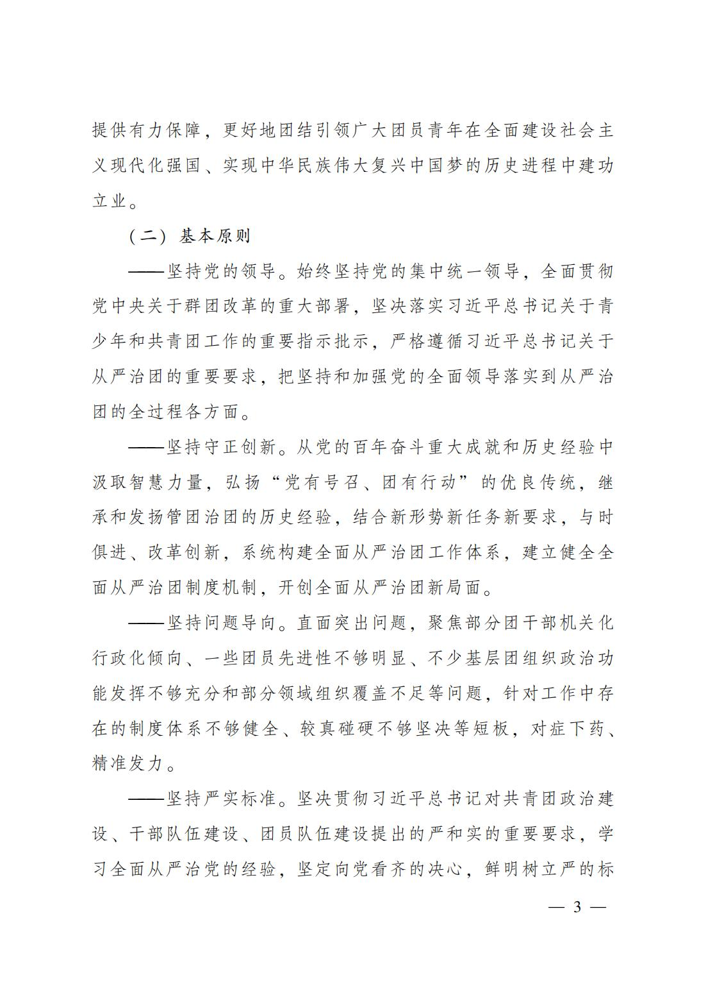 提供有力保障，更好地团结引领广大团员青年在全面建设社会主
义现代化强国、实现中华民族伟大复兴中国梦的历史进程中建功
立业。
（二）基本原则
——坚持党的领导。始终坚持党的集中统一领导，全面贯彻
党中央关于群团改革的重大部署，坚决落实习近平总书记关于青
少年和共青团工作的重要指示批示，严格遵循习近平总书记关于
从严治团的重要要求，把坚持和加强党的全面领导落实到从严治
团的全过程各方面。
——坚持守正创新。从党的百年奋斗重大成就和历史经验中
汲取智慧力量，弘扬“党有号召、团有行动”的优良传统，继
承和发扬管团治团的历史经验，结合新形势新任务新要求，与时
俱进、改革创新，系统构建全面从严治团工作体系，建立健全全
面从严治团制度机制，开创全面从严治团新局面。
——坚持问题导向。直面突出问题，聚焦部分团干部机关化
行政化倾向、一些团员先进性不够明显、不少基层团组织政治功
能发挥不够充分和部分领域组织覆盖不足等问题，针对工作中存
在的制度体系不够健全、较真碰硬不够坚决等短板，对症下药、
精准发力。
——坚持严实标准。坚决贯彻习近平总书记对共青团政治建
设、干部队伍建设、团员队伍建设提出的严和实的重要要求，学
习全面从严治党的经验，坚定向党看齐的决心，鲜明树立严的标
— 3 —